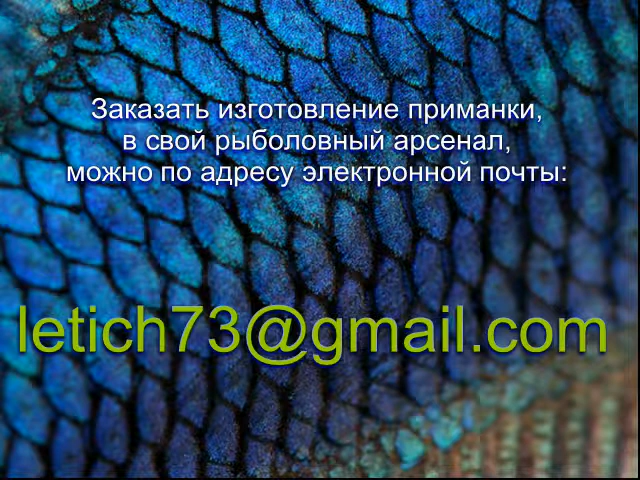 Заказать изготовление приманки,
в свой рыболовный арсенал,
можно по адресу электронной почты:
letich73@gmail.com